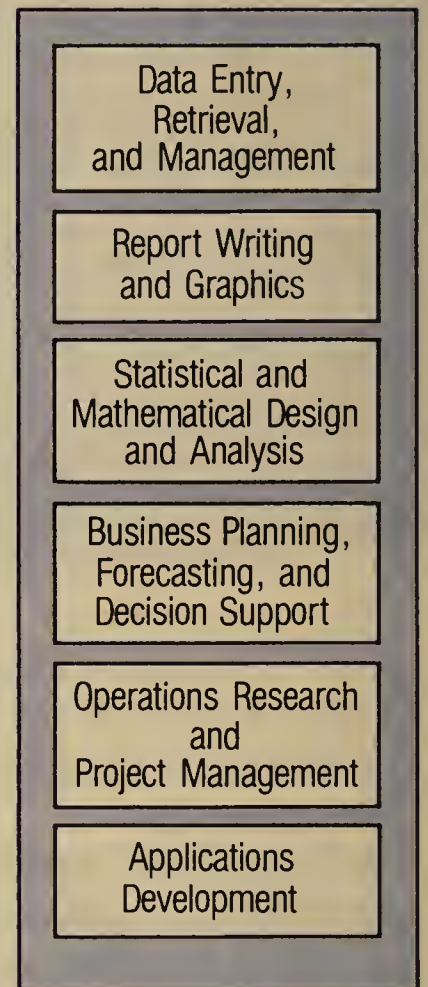 Data Entry,
Retrieval,
and Management
Report Writing
and Graphics
Statistical and
Mathematical Design
and Analysis
Business Planning,
Forecasting, and
Decision Support
Operations Research
and
Project Management
Applications
Development